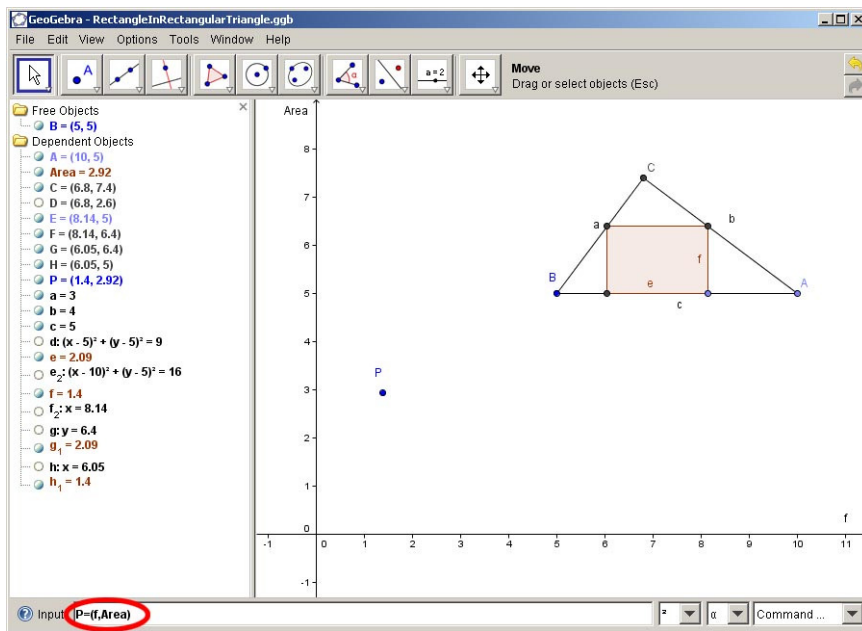 GeoGebra - RectangleInRectangularTriangle.ggb
File Edit View Options Tools Window Help
A
α
a=2
Move
Drag or select objects (Esc)
Free Objects
B = (5, 5)
Dependent Objects
A = (10, 5)
Area = 2.92
C = (6.8, 7.4)
D = (6.8, 2.6)
E = (8.14, 5)
F = (8.14, 6.4)
G = (6.05, 6.4)
H = (6.05, 5)
P = (1.4, 2.92)
a = 3
b = 4
c = 5
d: (x - 5)² + (y - 5)² = 9
e = 2.09
e₂: (x - 10)² + (y - 5)² = 16
f = 1.4
f₂: x = 8.14
g: y = 6.4
g₁ = 2.09
h: x = 6.05
h₁ = 1.4
Area
8
7
6
5
4
3
2
1
0
-1
C
a
b
f
B
e
A
c
P
f
-1 0 1 2 3 4 5 6 7 8 9 10 11
Input: P=(f,Area)
² α Command ...